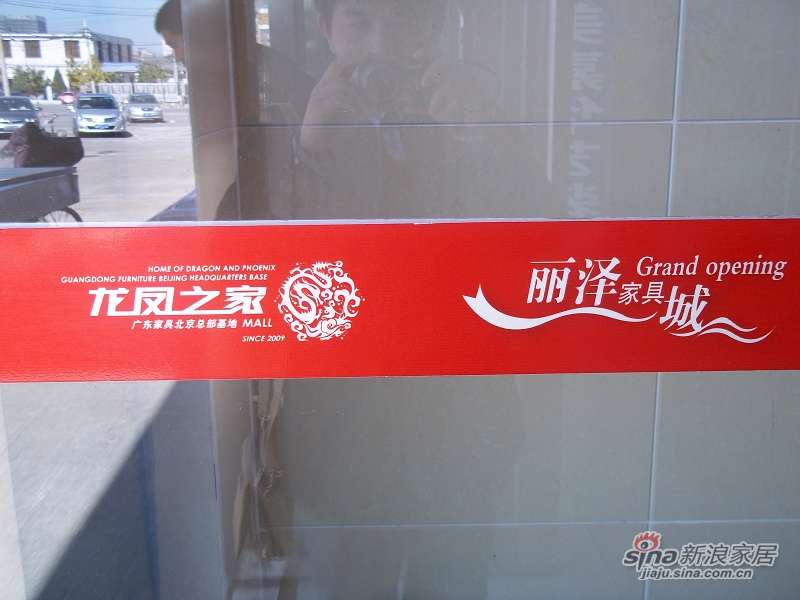 HOME OF DRAGON AND PHOENIX
GUANGDONG FURNITURE BEIJING HEADQUARTERS BASE
龙凤之家
广东家具北京总部基地 MALL
SINCE 2009
丽泽家具城
Grand opening
sina新浪家居
jiaju.sina.com.cn